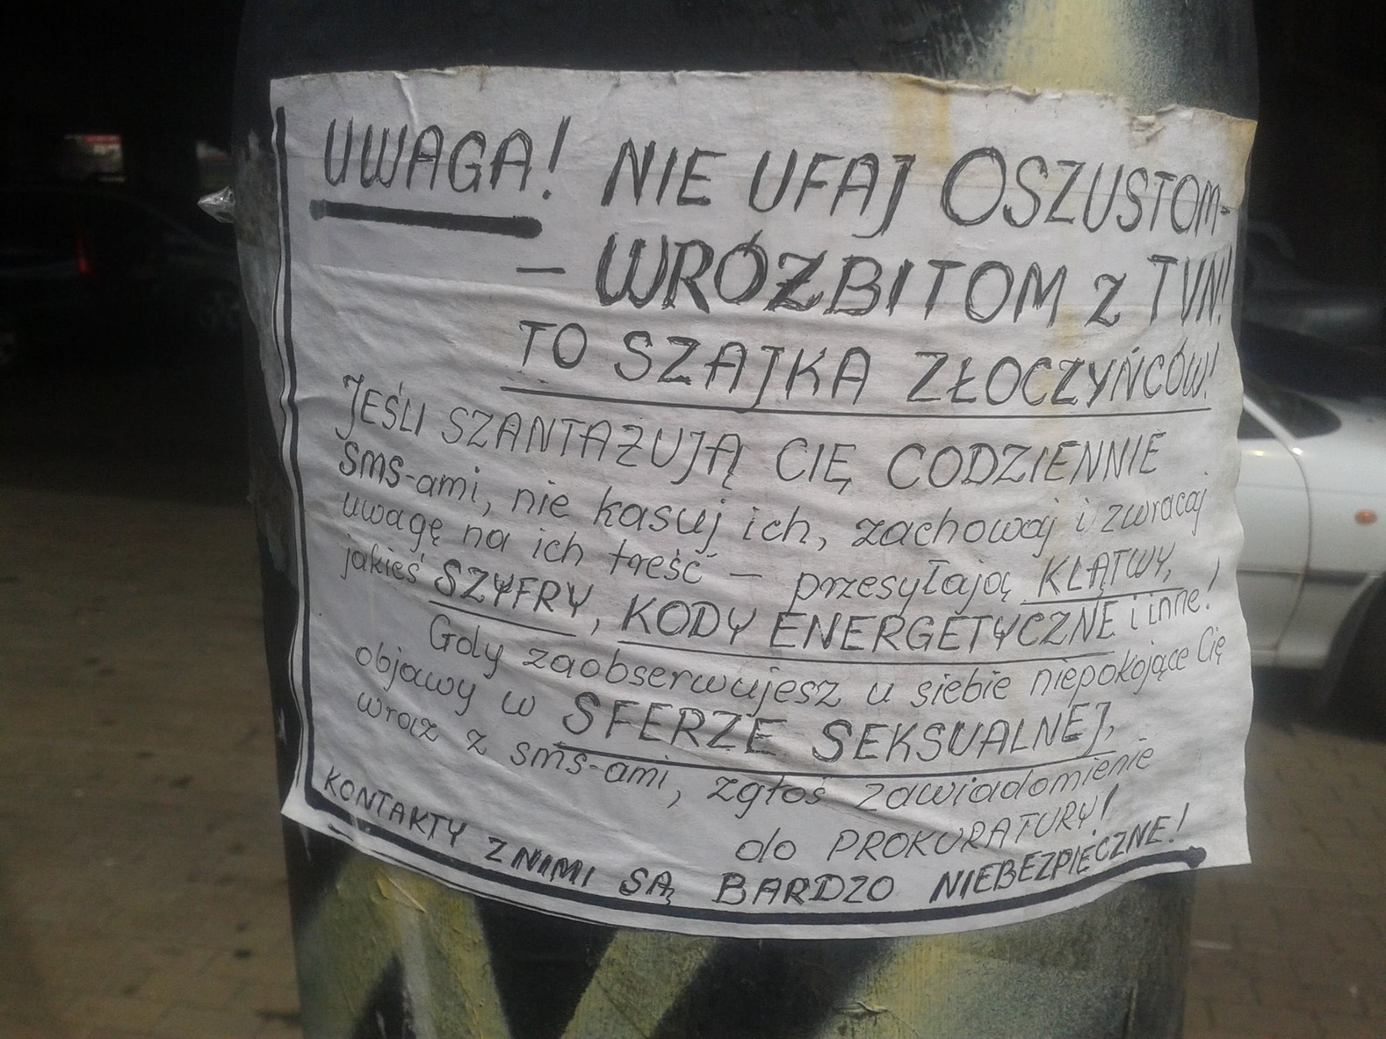 UWAGA! NIE UFAJ OSZUSTOM-
- WRÓŻBITOM z TVN!
TO SZAJKA ZŁOCZYŃCÓW!
JEŚLI SZANTAŻUJĄ CIĘ CODZIENNIE
SMS-ami, nie kasuj ich, zachowaj i zwracaj
uwagę na ich treść - przesyłają KLĄTWY,
jakieś SZYFRY, KODY ENERGETYCZNE i inne!
Gdy zaobserwujesz u siebie niepokojące Cię
objawy w SFERZE SEKSUALNEJ,
wraz z sms-ami, zgłoś zawiadomienie
do PROKURATURY!
KONTAKTY Z NIMI SĄ BARDZO NIEBEZPIECZNE!